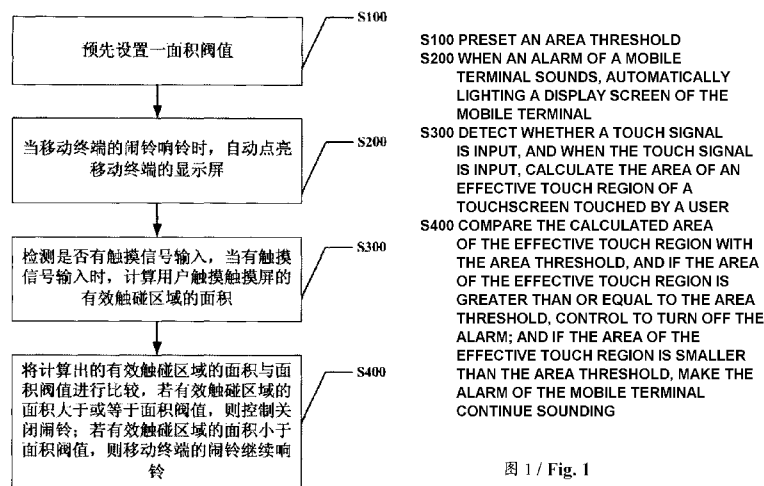 S100
预先设置一面积阀值
S200
当移动终端的闹铃响铃时，自动点亮
移动终端的显示屏
S300
检测是否有触摸信号输入，当有触摸
信号输入时，计算用户触摸触摸屏的
有效触碰区域的面积
S400
将计算出的有效触碰区域的面积与面
积阀值进行比较，若有效触碰区域的
面积大于或等于面积阀值，则控制关
闭闹铃；若有效触碰区域的面积小于
面积阀值，则移动终端的闹铃继续响
铃
S100 PRESET AN AREA THRESHOLD
S200 WHEN AN ALARM OF A MOBILE
TERMINAL SOUNDS, AUTOMATICALLY
LIGHTING A DISPLAY SCREEN OF THE
MOBILE TERMINAL
S300 DETECT WHETHER A TOUCH SIGNAL
IS INPUT, AND WHEN THE TOUCH SIGNAL
IS INPUT, CALCULATE THE AREA OF AN
EFFECTIVE TOUCH REGION OF A
TOUCHSCREEN TOUCHED BY A USER
S400 COMPARE THE CALCULATED AREA
OF THE EFFECTIVE TOUCH REGION WITH
THE AREA THRESHOLD, AND IF THE AREA
OF THE EFFECTIVE TOUCH REGION IS
GREATER THAN OR EQUAL TO THE AREA
THRESHOLD, CONTROL TO TURN OFF THE
ALARM; AND IF THE AREA OF THE
EFFECTIVE TOUCH REGION IS SMALLER
THAN THE AREA THRESHOLD, MAKE THE
ALARM OF THE MOBILE TERMINAL
CONTINUE SOUNDING
图 1 / Fig. 1